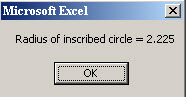 Microsoft Excel
Radius of inscribed circle = 2.225
OK